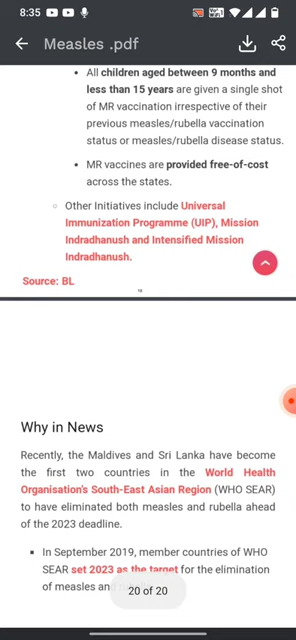 8:35
Measles .pdf
• All children aged between 9 months and
less than 15 years are given a single shot
of MR vaccination irrespective of their
previous measles/rubella vaccination
status or measles/rubella disease status.
• MR vaccines are provided free-of-cost
across the states.
○ Other Initiatives include Universal
Immunization Programme (UIP), Mission
Indradhanush and Intensified Mission
Indradhanush.
Source: BL
Why in News
Recently, the Maldives and Sri Lanka have become
the first two countries in the World Health
Organisation's South-East Asian Region (WHO SEAR)
to have eliminated both measles and rubella ahead
of the 2023 deadline.
▪ In September 2019, member countries of WHO
SEAR set 2023 as the target for the elimination
of measles and
20 of 20